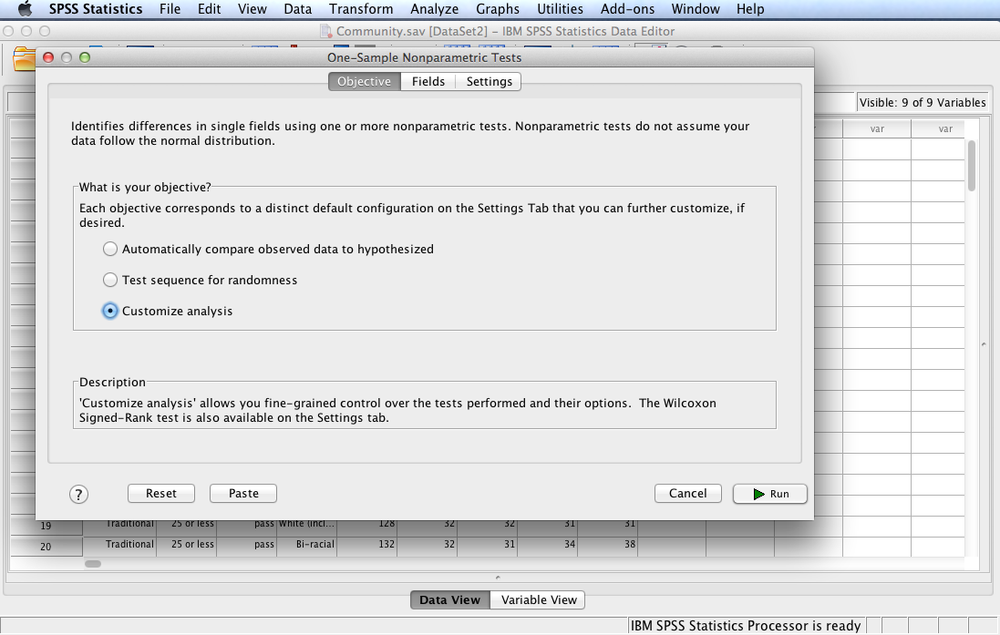 SPSS Statistics File Edit View Data Transform Analyze Graphs Utilities Add-ons Window Help
Community.sav [DataSet2] – IBM SPSS Statistics Data Editor
One-Sample Nonparametric Tests
Objective Fields Settings
Visible: 9 of 9 Variables
var var
Identifies differences in single fields using one or more nonparametric tests. Nonparametric tests do not assume your
data follow the normal distribution.
What is your objective?
Each objective corresponds to a distinct default configuration on the Settings Tab that you can further customize, if
desired.
Automatically compare observed data to hypothesized
Test sequence for randomness
Customize analysis
Description
'Customize analysis' allows you fine-grained control over the tests performed and their options. The Wilcoxon
Signed-Rank test is also available on the Settings tab.
? Reset Paste Cancel Run
19 Traditional 25 or less pass White (incl... 128 32 32 31 31
20 Traditional 25 or less pass Bi-racial 132 32 31 34 38
Data View Variable View
IBM SPSS Statistics Processor is ready